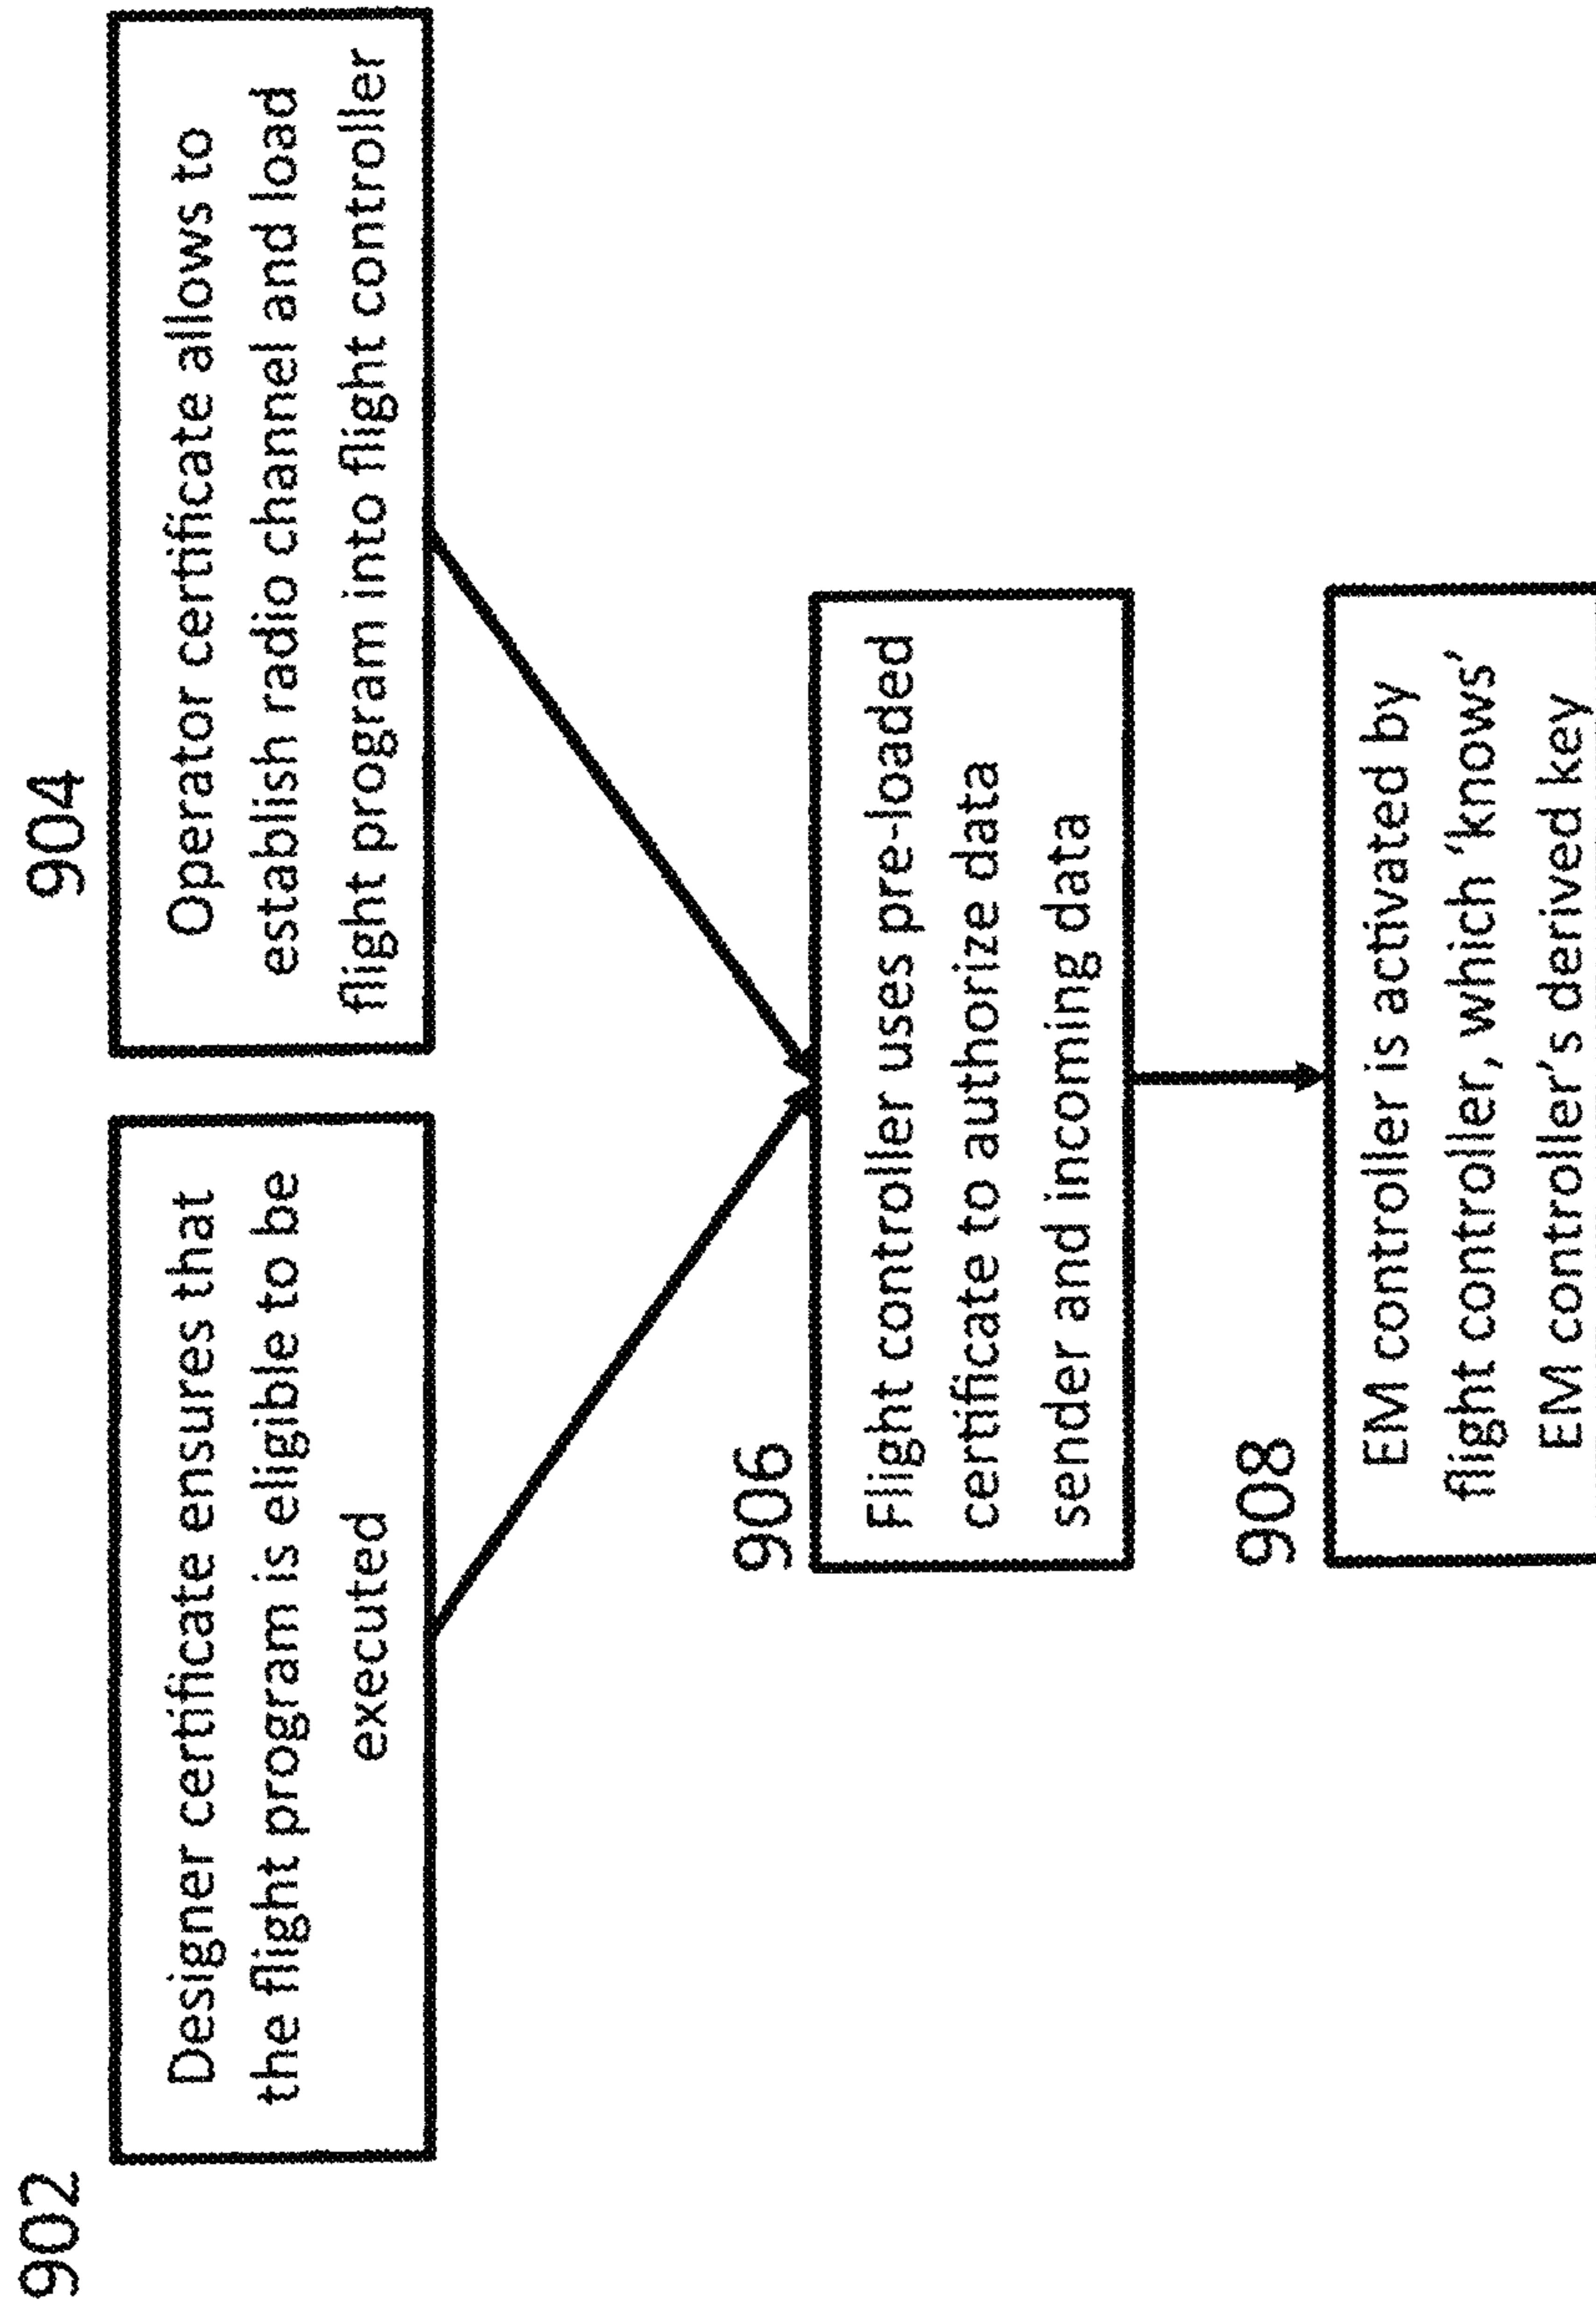 902
Designer certificate ensures that
the flight program is eligible to be
executed
904
Operator certificate allows to
establish radio channel and load
flight program into flight controller
906
Flight controller uses pre-loaded
certificate to authorize data
sender and incoming data
908
EM controller is activated by
flight controller, which ‘knows’
EM controller’s derived key